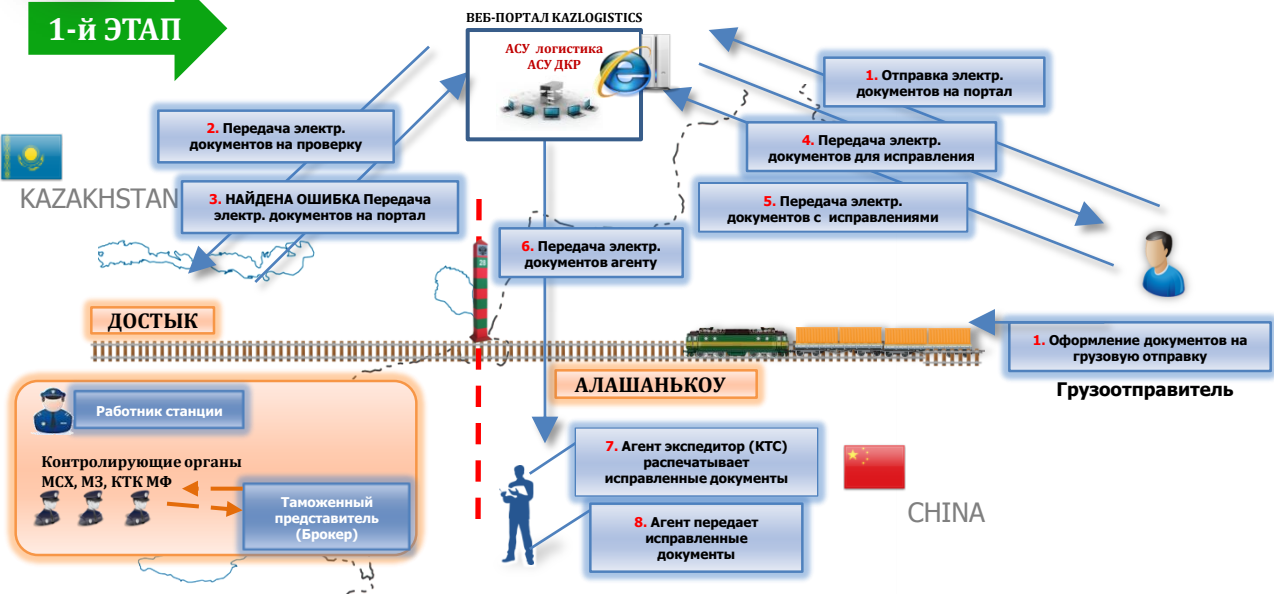 1-й ЭТАП
ВЕБ-ПОРТАЛ KAZLOGISTICS
АСУ логистика
АСУ ДКР
1. Отправка электр.
документов на портал
2. Передача электр.
документов на проверку
4. Передача электр.
документов для исправления
KAZAKHSTAN
3. НАЙДЕНА ОШИБКА Передача
электр. документов на портал
5. Передача электр.
документов с исправлениями
6. Передача электр.
документов агенту
28
ДОСТЫК
1. Оформление документов на
грузовую отправку
Грузоотправитель
АЛАШАНЬКОУ
Работник станции
Контролирующие органы
МСХ, МЗ, КТК МФ
Таможенный
представитель
(Брокер)
7. Агент экспедитор (КТС)
распечатывает
исправленные документы
8. Агент передает
исправленные
документы
CHINA